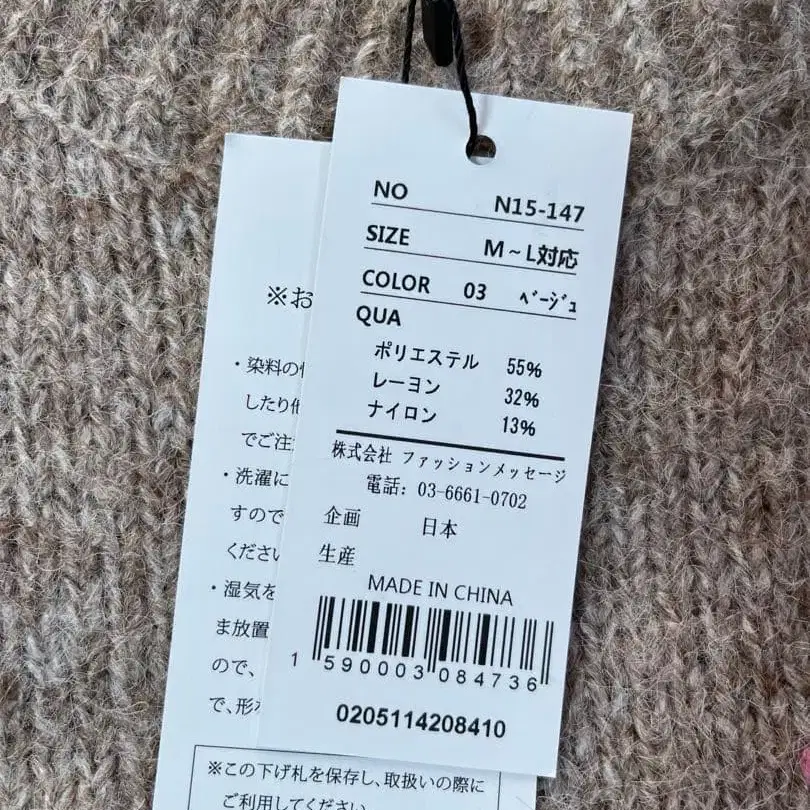 NO N15-147
SIZE M～L対応
COLOR 03 ﾍﾞｰｼﾞｭ
QUA
ポリエステル 55%
レーヨン 32%
ナイロン 13%
株式会社 ファッションメッセージ
電話: 03-6661-0702
企画 日本
生産
MADE IN CHINA
1 590003 084736
0205114208410
※お
・染料の
したり
でご注
・洗濯に
すので
くださ
・湿気を
ま放置
ので、
で、形
※この下げ札を保存し、取扱いの際に
ご利用してください